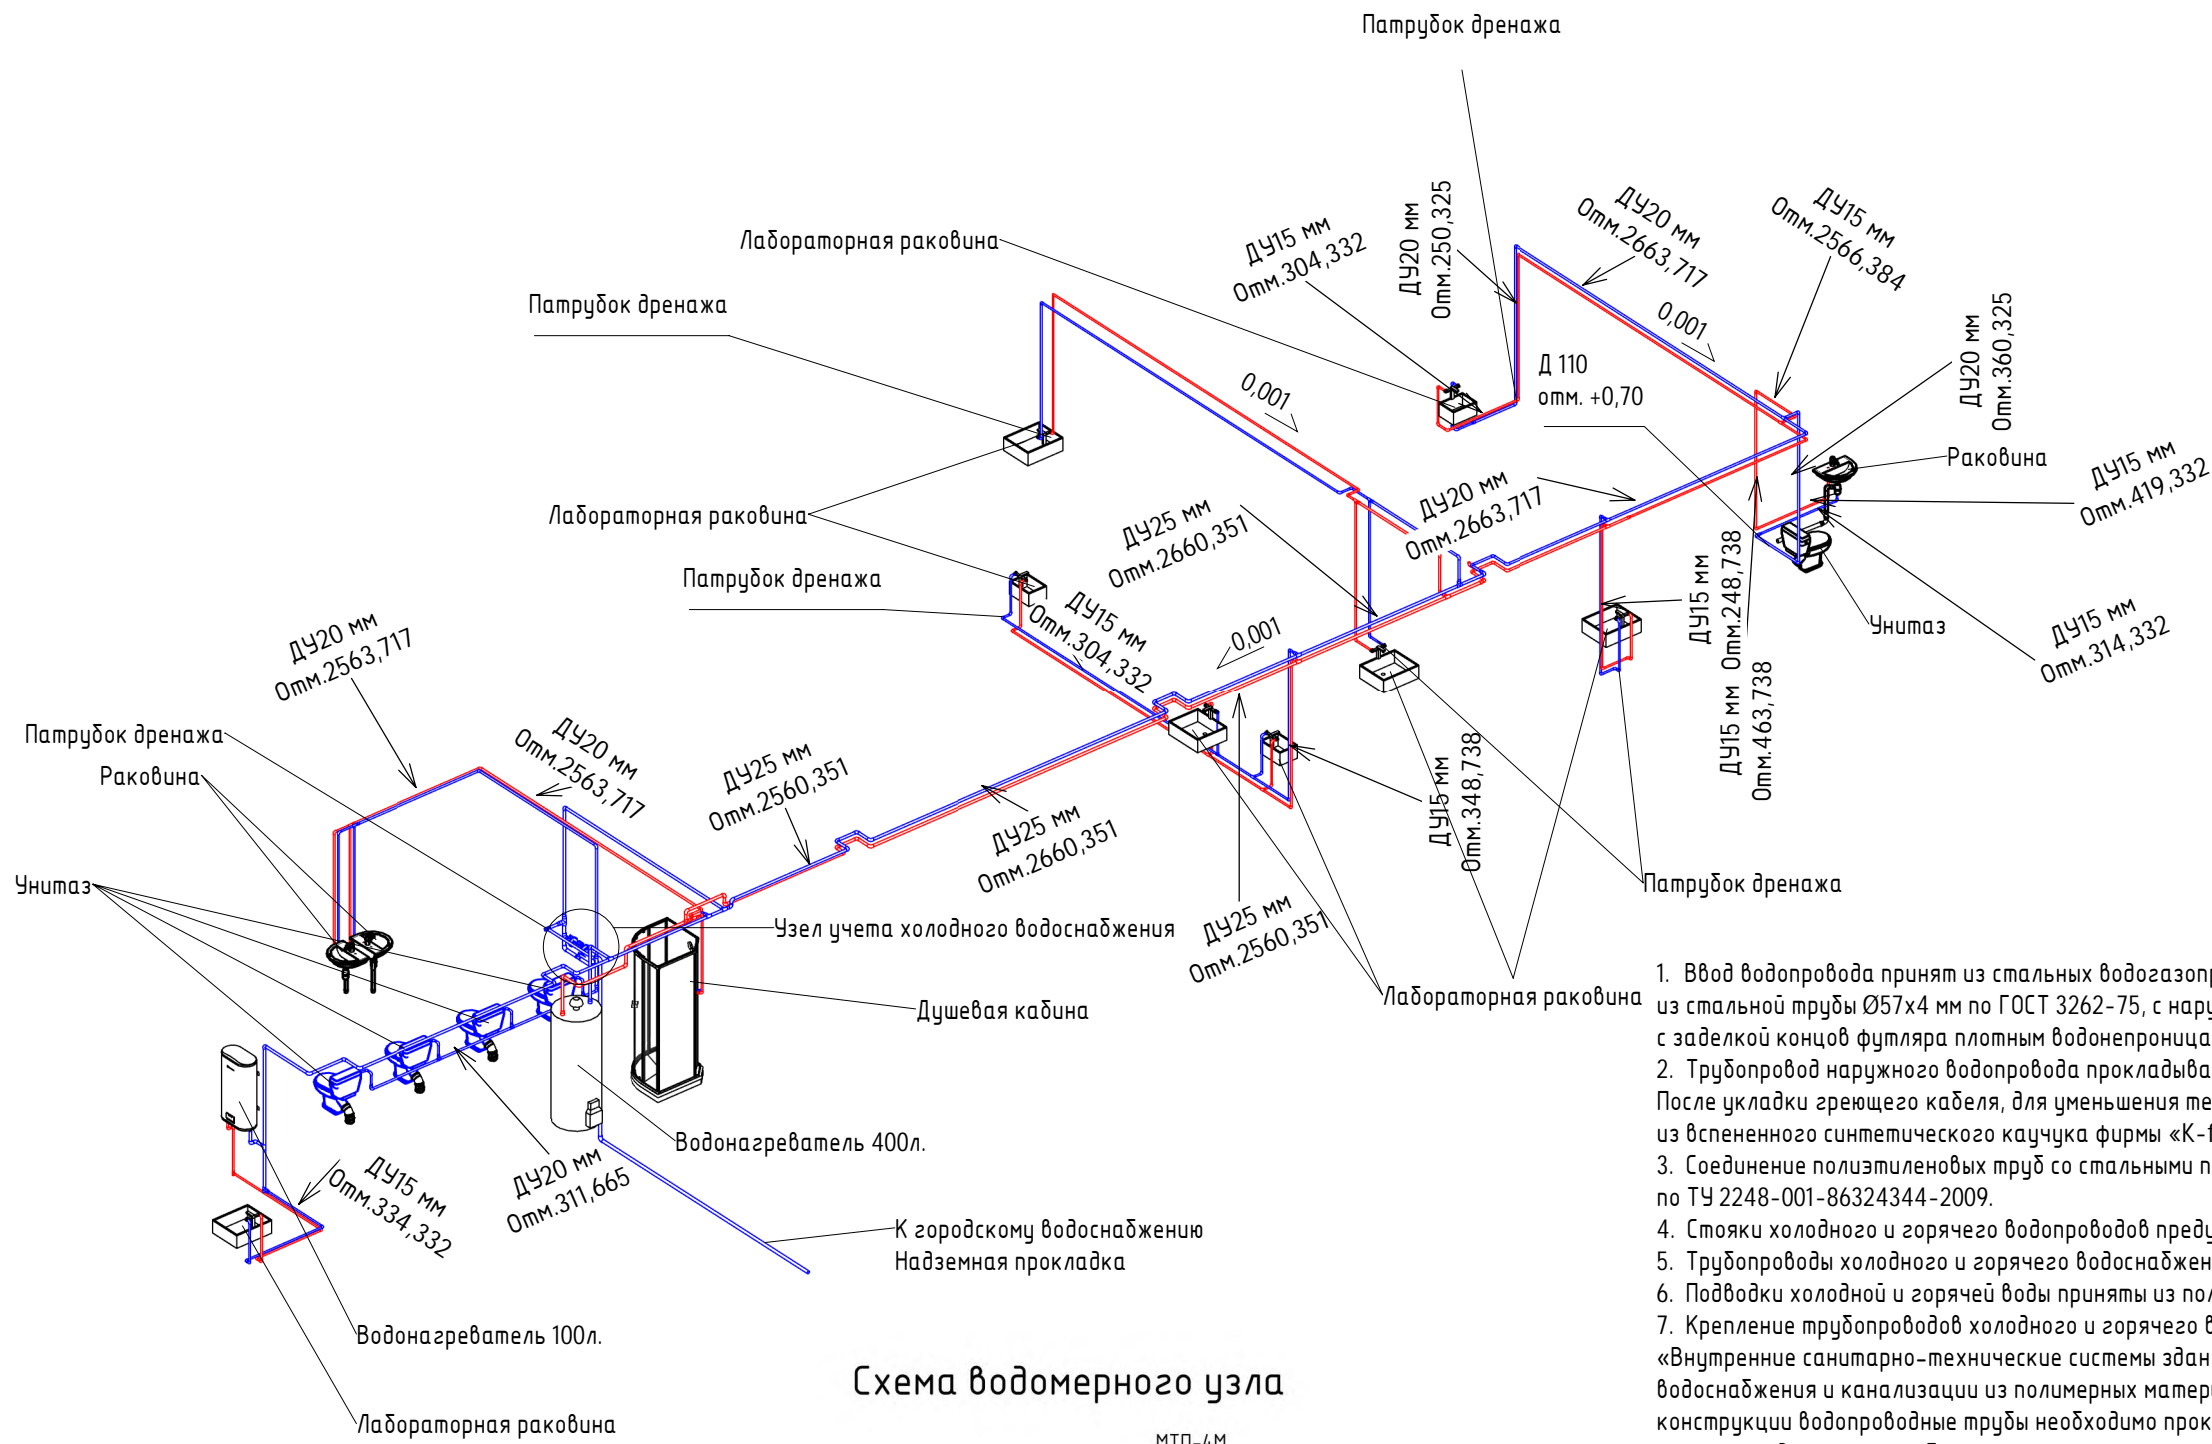 Патрубок дренажа
Лабораторная раковина
ДУ15 мм
Отм.304,332
ДУ20 мм
Отм.250,325
ДУ20 мм
Отм.2663,717
ДУ15 мм
Отм.2566,384
Патрубок дренажа
0,001
0,001
Д 110
отм. +0,70
ДУ20 мм
Отм.360,325
Раковина
ДУ15 мм
Отм.419,332
Лабораторная раковина
ДУ25 мм
Отм.2660,351
ДУ20 мм
Отм.2663,717
Патрубок дренажа
ДУ15 мм
Отм.304,332
0,001
ДУ15 мм
Отм.248,738
Унитаз
ДУ15 мм
Отм.314,332
ДУ20 мм
Отм.2563,717
ДУ15 мм
Отм.463,738
Патрубок дренажа
Раковина
ДУ20 мм
Отм.2563,717
ДУ25 мм
Отм.2560,351
ДУ25 мм
Отм.2660,351
ДУ15 мм
Отм.348,738
Унитаз
Патрубок дренажа
Узел учета холодного водоснабжения
ДУ25 мм
Отм.2560,351
Лабораторная раковина
Душевая кабина
Водонагреватель 400л.
ДУ20 мм
Отм.311,665
ДУ15 мм
Отм.334,332
К городскому водоснабжению
Надземная прокладка
Водонагреватель 100л.
Лабораторная раковина
Схема водомерного узла
МТП-4М
1. Ввод водопровода принят из стальных
из стальной трубы Ø57х4 мм по ГОСТ 3262-75, с
с заделкой концов футляра плотным
2. Трубопровод наружного водопровода
После укладки греющего кабеля, для уменьшения
из вспененного синтетического каучука фирмы
3. Соединение полиэтиленовых труб со стальными
по ТУ 2248-001-86324344-2009.
4. Стояки холодного и горячего водопроводов
5. Трубопроводы холодного и горячего
6. Подводки холодной и горячей воды приняты из
7. Крепление трубопроводов холодного и горячего
«Внутренние санитарно-технические системы
водоснабжения и канализации из полимерных
конструкции водопроводные трубы необходимо